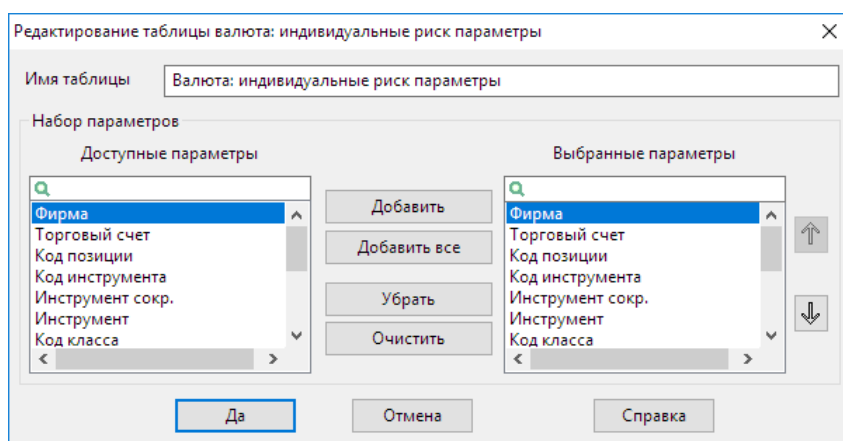 Редактирование таблицы валюта: индивидуальные риск параметры
Имя таблицы
Валюта: индивидуальные риск параметры
Набор параметров
Доступные параметры
Фирма
Торговый счет
Код позиции
Код инструмента
Инструмент сокр.
Инструмент
Код класса
Добавить
Добавить все
Убрать
Очистить
Выбранные параметры
Фирма
Торговый счет
Код позиции
Код инструмента
Инструмент сокр.
Инструмент
Код класса
Да
Отмена
Справка